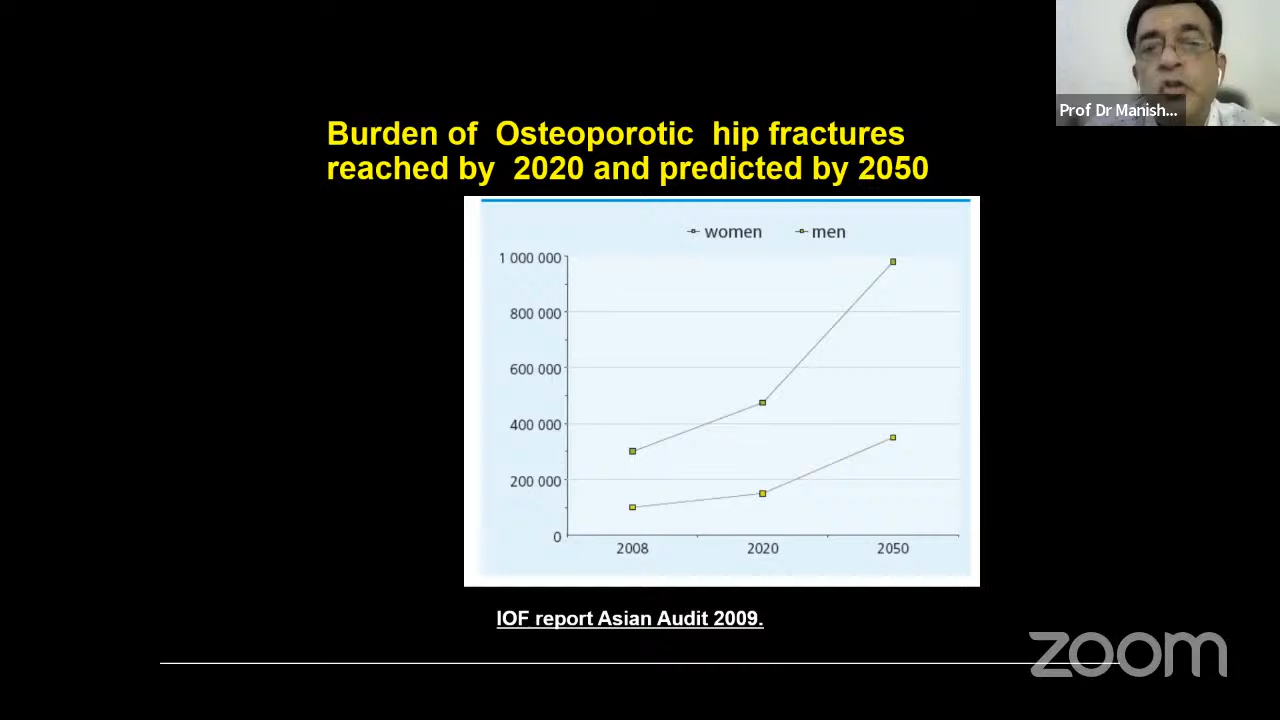 Prof Dr Manish...
Burden of Osteoporotic hip fractures
reached by 2020 and predicted by 2050
women men
1 000 000
800 000
600 000
400 000
200 000
0
2008 2020 2050
IOF report Asian Audit 2009.
zoom